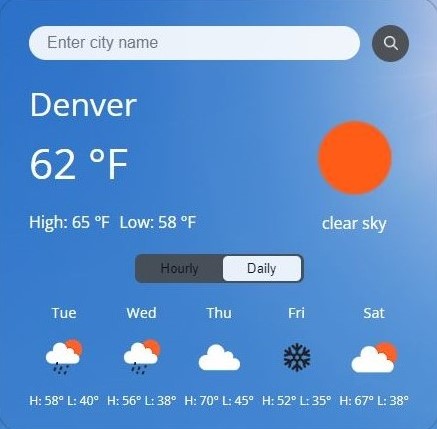 Enter city name
Denver
62 °F
High: 65 °F Low: 58 °F
clear sky
Hourly Daily
Tue Wed Thu Fri Sat
H: 58° L: 40° H: 56° L: 38° H: 70° L: 45° H: 52° L: 35° H: 67° L: 38°